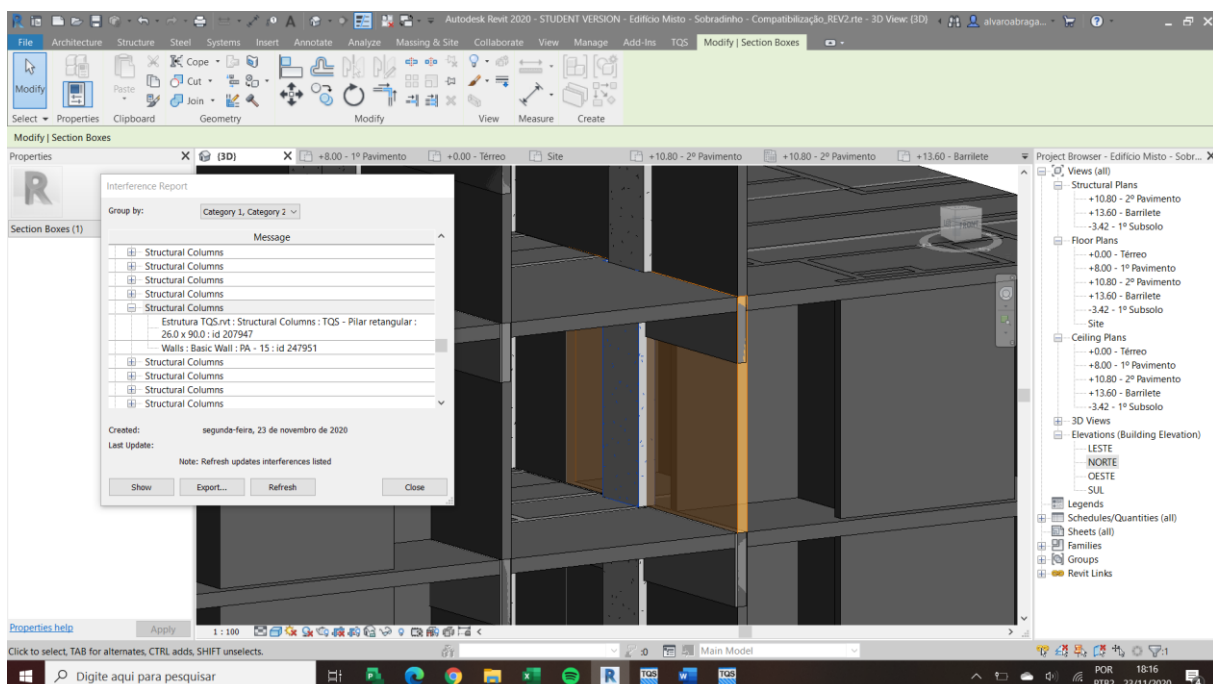 Autodesk Revit 2020 - STUDENT VERSION - Edifício Misto - Sobradinho - Compatibilização_REV2.rte - 3D View: {3D}
alvaroabraga...
File Architecture Structure Steel Systems Insert Annotate Analyze Massing & Site Collaborate View Manage Add-Ins TQS Modify | Section Boxes
Modify
Paste
Cope
Cut
Join
Select Properties Clipboard Geometry Modify View Measure Create
Modify | Section Boxes
Properties
{3D} +8.00 - 1º Pavimento +0.00 - Térreo Site +10.80 - 2º Pavimento +10.80 - 2º Pavimento +13.60 - Barrilete
Section Boxes (1)
Interference Report
Group by: Category 1, Category 2
Message
Structural Columns
Structural Columns
Structural Columns
Structural Columns
Structural Columns
Estrutura TQS.rvt : Structural Columns : TQS - Pilar retangular :
26.0 x 90.0 : id 207947
Walls : Basic Wall : PA - 15 : id 247951
Structural Columns
Structural Columns
Structural Columns
Structural Columns
Created: segunda-feira, 23 de novembro de 2020
Last Update:
Note: Refresh updates interferences listed
Show Export... Refresh Close
Project Browser - Edifício Misto - Sobr...
Views (all)
Structural Plans
+10.80 - 2º Pavimento
+13.60 - Barrilete
-3.42 - 1º Subsolo
Floor Plans
+0.00 - Térreo
+8.00 - 1º Pavimento
+10.80 - 2º Pavimento
+13.60 - Barrilete
-3.42 - 1º Subsolo
Site
Ceiling Plans
+0.00 - Térreo
+8.00 - 1º Pavimento
+10.80 - 2º Pavimento
+13.60 - Barrilete
-3.42 - 1º Subsolo
3D Views
Elevations (Building Elevation)
LESTE
NORTE
OESTE
SUL
Legends
Schedules/Quantities (all)
Sheets (all)
Families
Groups
Revit Links
Properties help Apply
1 : 100
Click to select, TAB for alternates, CTRL adds, SHIFT unselects.
:0 Main Model
:1
Digite aqui para pesquisar
TQS TQS
POR 18:16
PTB2 23/11/2020